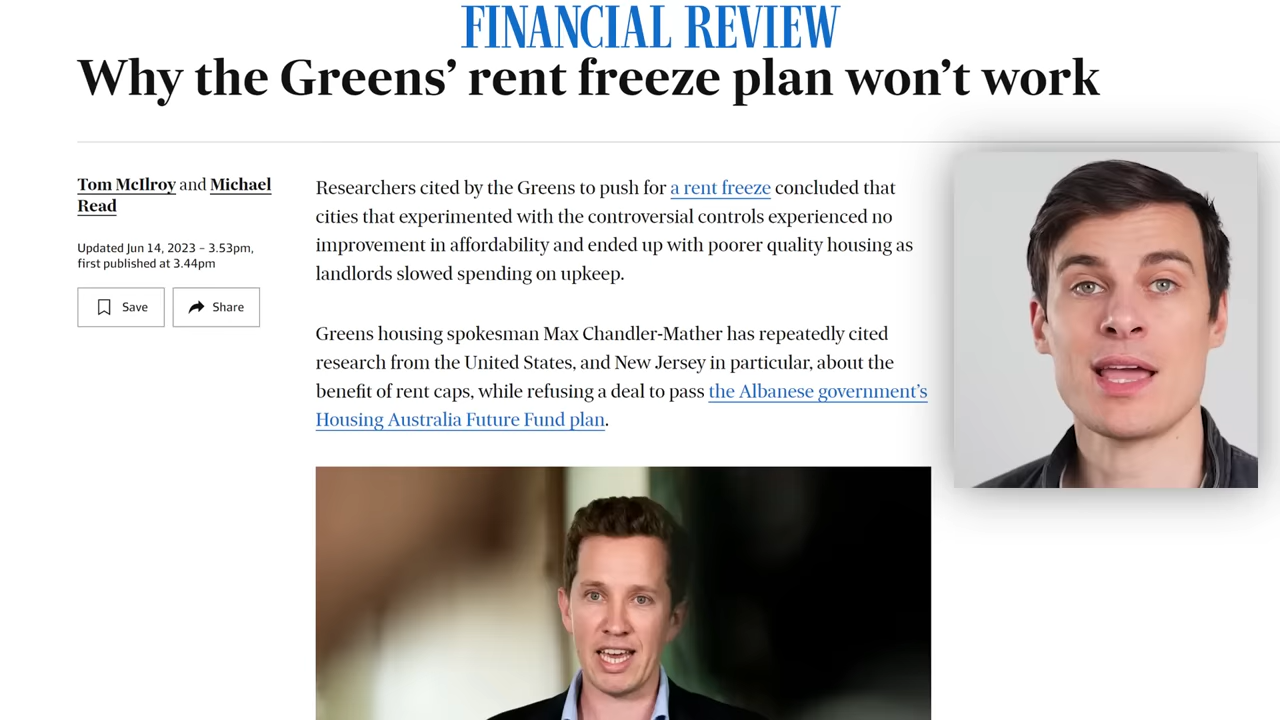 FINANCIAL REVIEW
Why the Greens’ rent freeze plan won’t work
Tom McIlroy and Michael
Read
Updated Jun 14, 2023 – 3.53pm,
first published at 3.44pm
Save
Share
Researchers cited by the Greens to push for a rent freeze concluded that
cities that experimented with the controversial controls experienced no
improvement in affordability and ended up with poorer quality housing as
landlords slowed spending on upkeep.
Greens housing spokesman Max Chandler-Mather has repeatedly cited
research from the United States, and New Jersey in particular, about the
benefit of rent caps, while refusing a deal to pass the Albanese government’s
Housing Australia Future Fund plan.